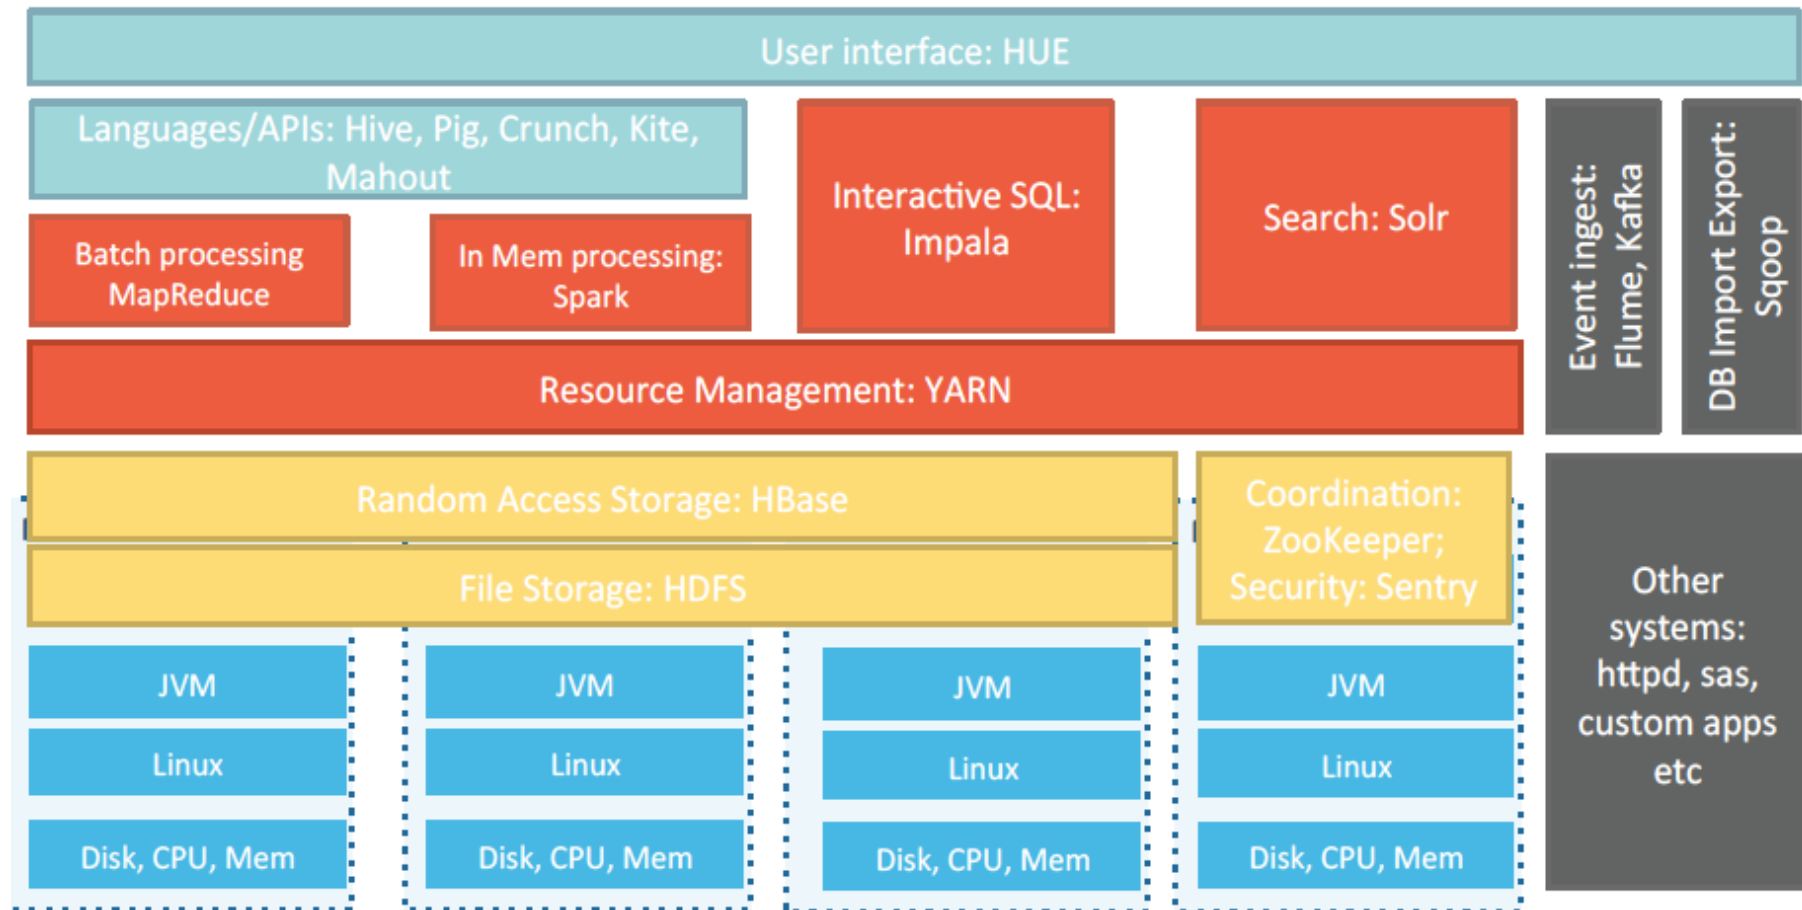 User interface: HUE
Languages/APIs: Hive, Pig, Crunch, Kite,
Mahout
Batch processing
MapReduce
In Mem processing:
Spark
Interactive SQL:
Impala
Search: Solr
Event ingest:
Flume, Kafka
DB Import Export:
Sqoop
Resource Management: YARN
Random Access Storage: HBase
File Storage: HDFS
Coordination:
ZooKeeper;
Security: Sentry
Other
systems:
httpd, sas,
custom apps
etc
JVM
JVM
JVM
JVM
Linux
Linux
Linux
Linux
Disk, CPU, Mem
Disk, CPU, Mem
Disk, CPU, Mem
Disk, CPU, Mem